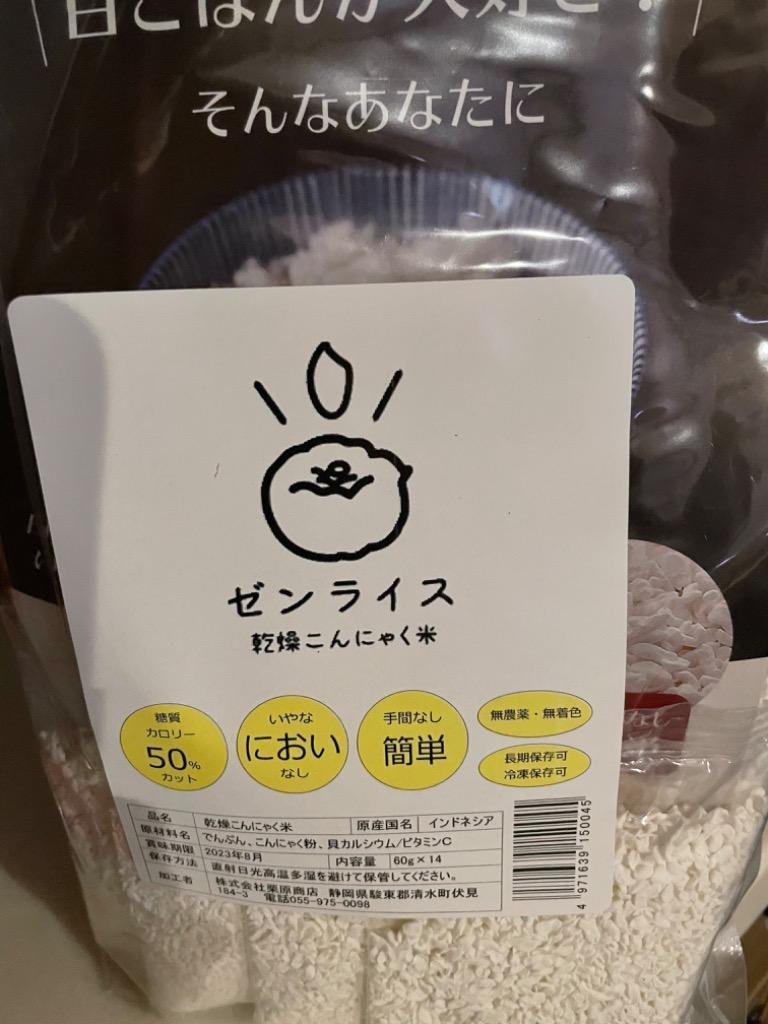 白ごはんが大好き！
そんなあなたに
ゼンライス
乾燥こんにゃく米
糖質
カロリー
50%
カット
いやな
におい
なし
手間なし
簡単
無農薬・無着色
長期保存可
冷凍保存可
品名 乾燥こんにゃく米 原産国名 インドネシア
原材料名 でんぷん、こんにゃく粉、貝カルシウム/ビタミンC
賞味期限 2023年8月 内容量 60g×14
保存方法 直射日光高温多湿を避けて保管してください。
加工者 株式会社栗原商店 静岡県駿東郡清水町伏見
184-3 電話055-975-0098
4 971639 150045